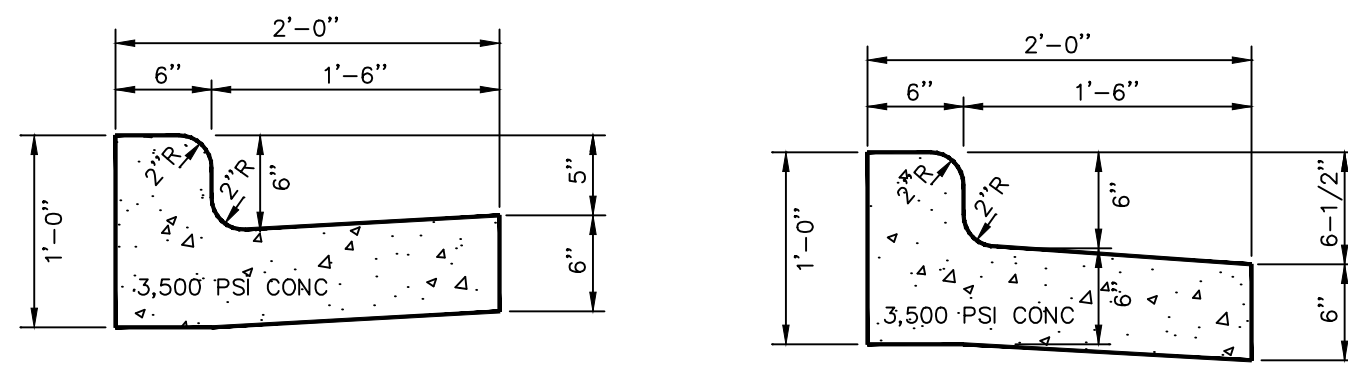 2'-0"
6"
1'-6"
2"R
2"R
6"
5"
1'-0"
6"
3,500 PSI CONC
2'-0"
6"
1'-6"
2"R
2"R
6"
6-1/2"
1'-0"
6"
6"
3,500 PSI CONC